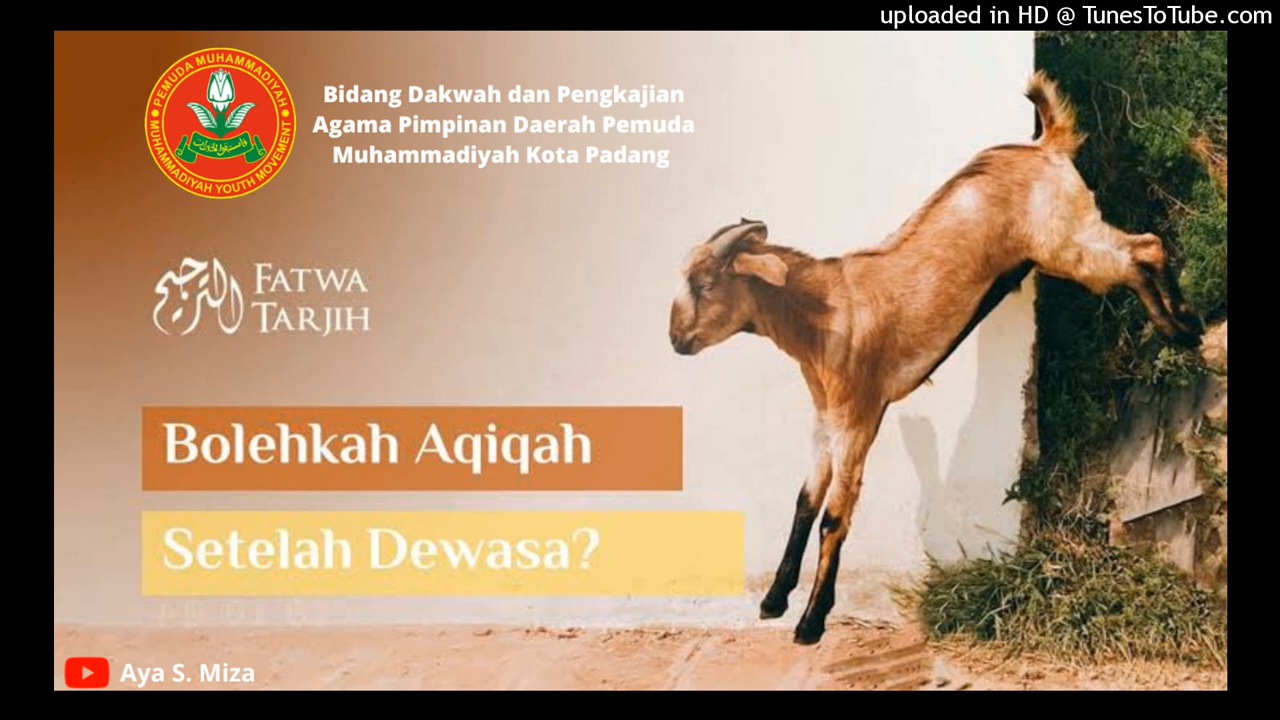 uploaded in HD @ TunesToTube.com
PEMUDA MUHAMMADIYAH
MUHAMMADIYAH YOUTH MOVEMENT
Bidang Dakwah dan Pengkajian
Agama Pimpinan Daerah Pemuda
Muhammadiyah Kota Padang
الترجيح
FATWA
TARJIH
Bolehkah Aqiqah
Setelah Dewasa?
Aya S. Miza